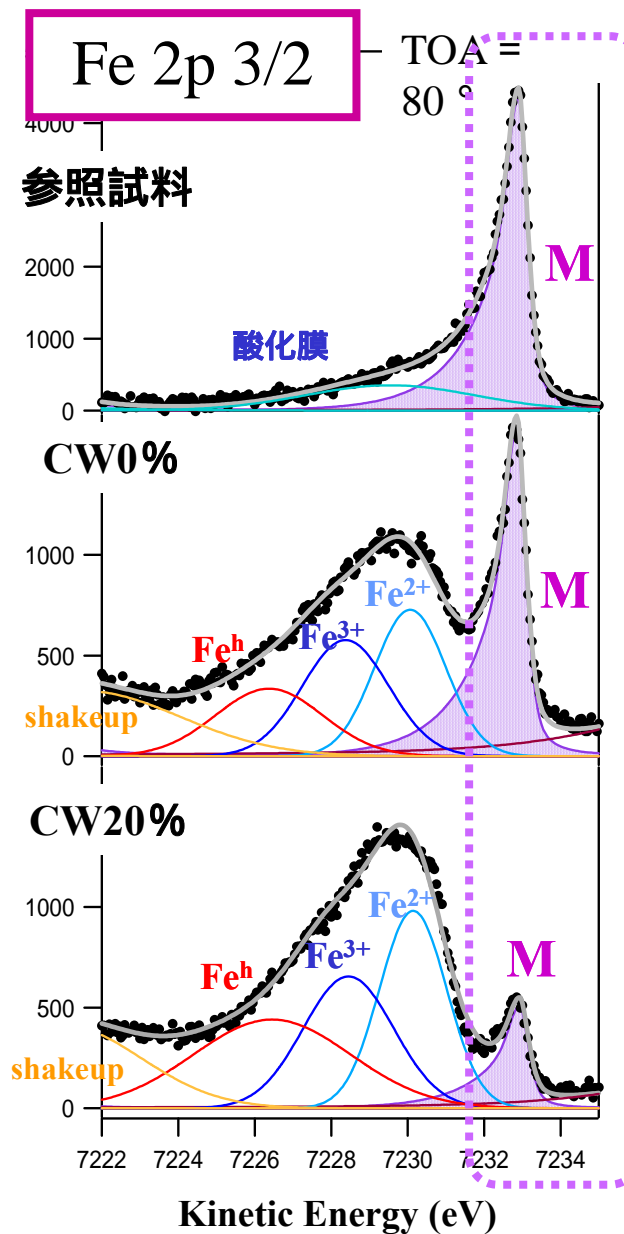 Fe 2p 3/2
TOA =
80 °
4000
参照試料
2000
M
1000
酸化膜
0
CW0%
1000
Fe2+
M
Fe3+
500
Feh
shakeup
0
CW20%
1000
Fe2+
M
Fe3+
Feh
500
shakeup
0
7222 7224 7226 7228 7230 7232 7234
Kinetic Energy (eV)